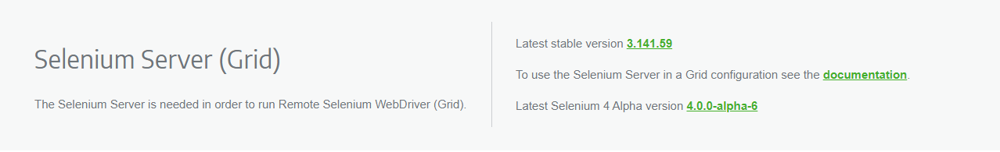 Selenium Server (Grid)
The Selenium Server is needed in order to run Remote Selenium WebDriver (Grid).
Latest stable version 3.141.59
To use the Selenium Server in a Grid configuration see the documentation.
Latest Selenium 4 Alpha version 4.0.0-alpha-6